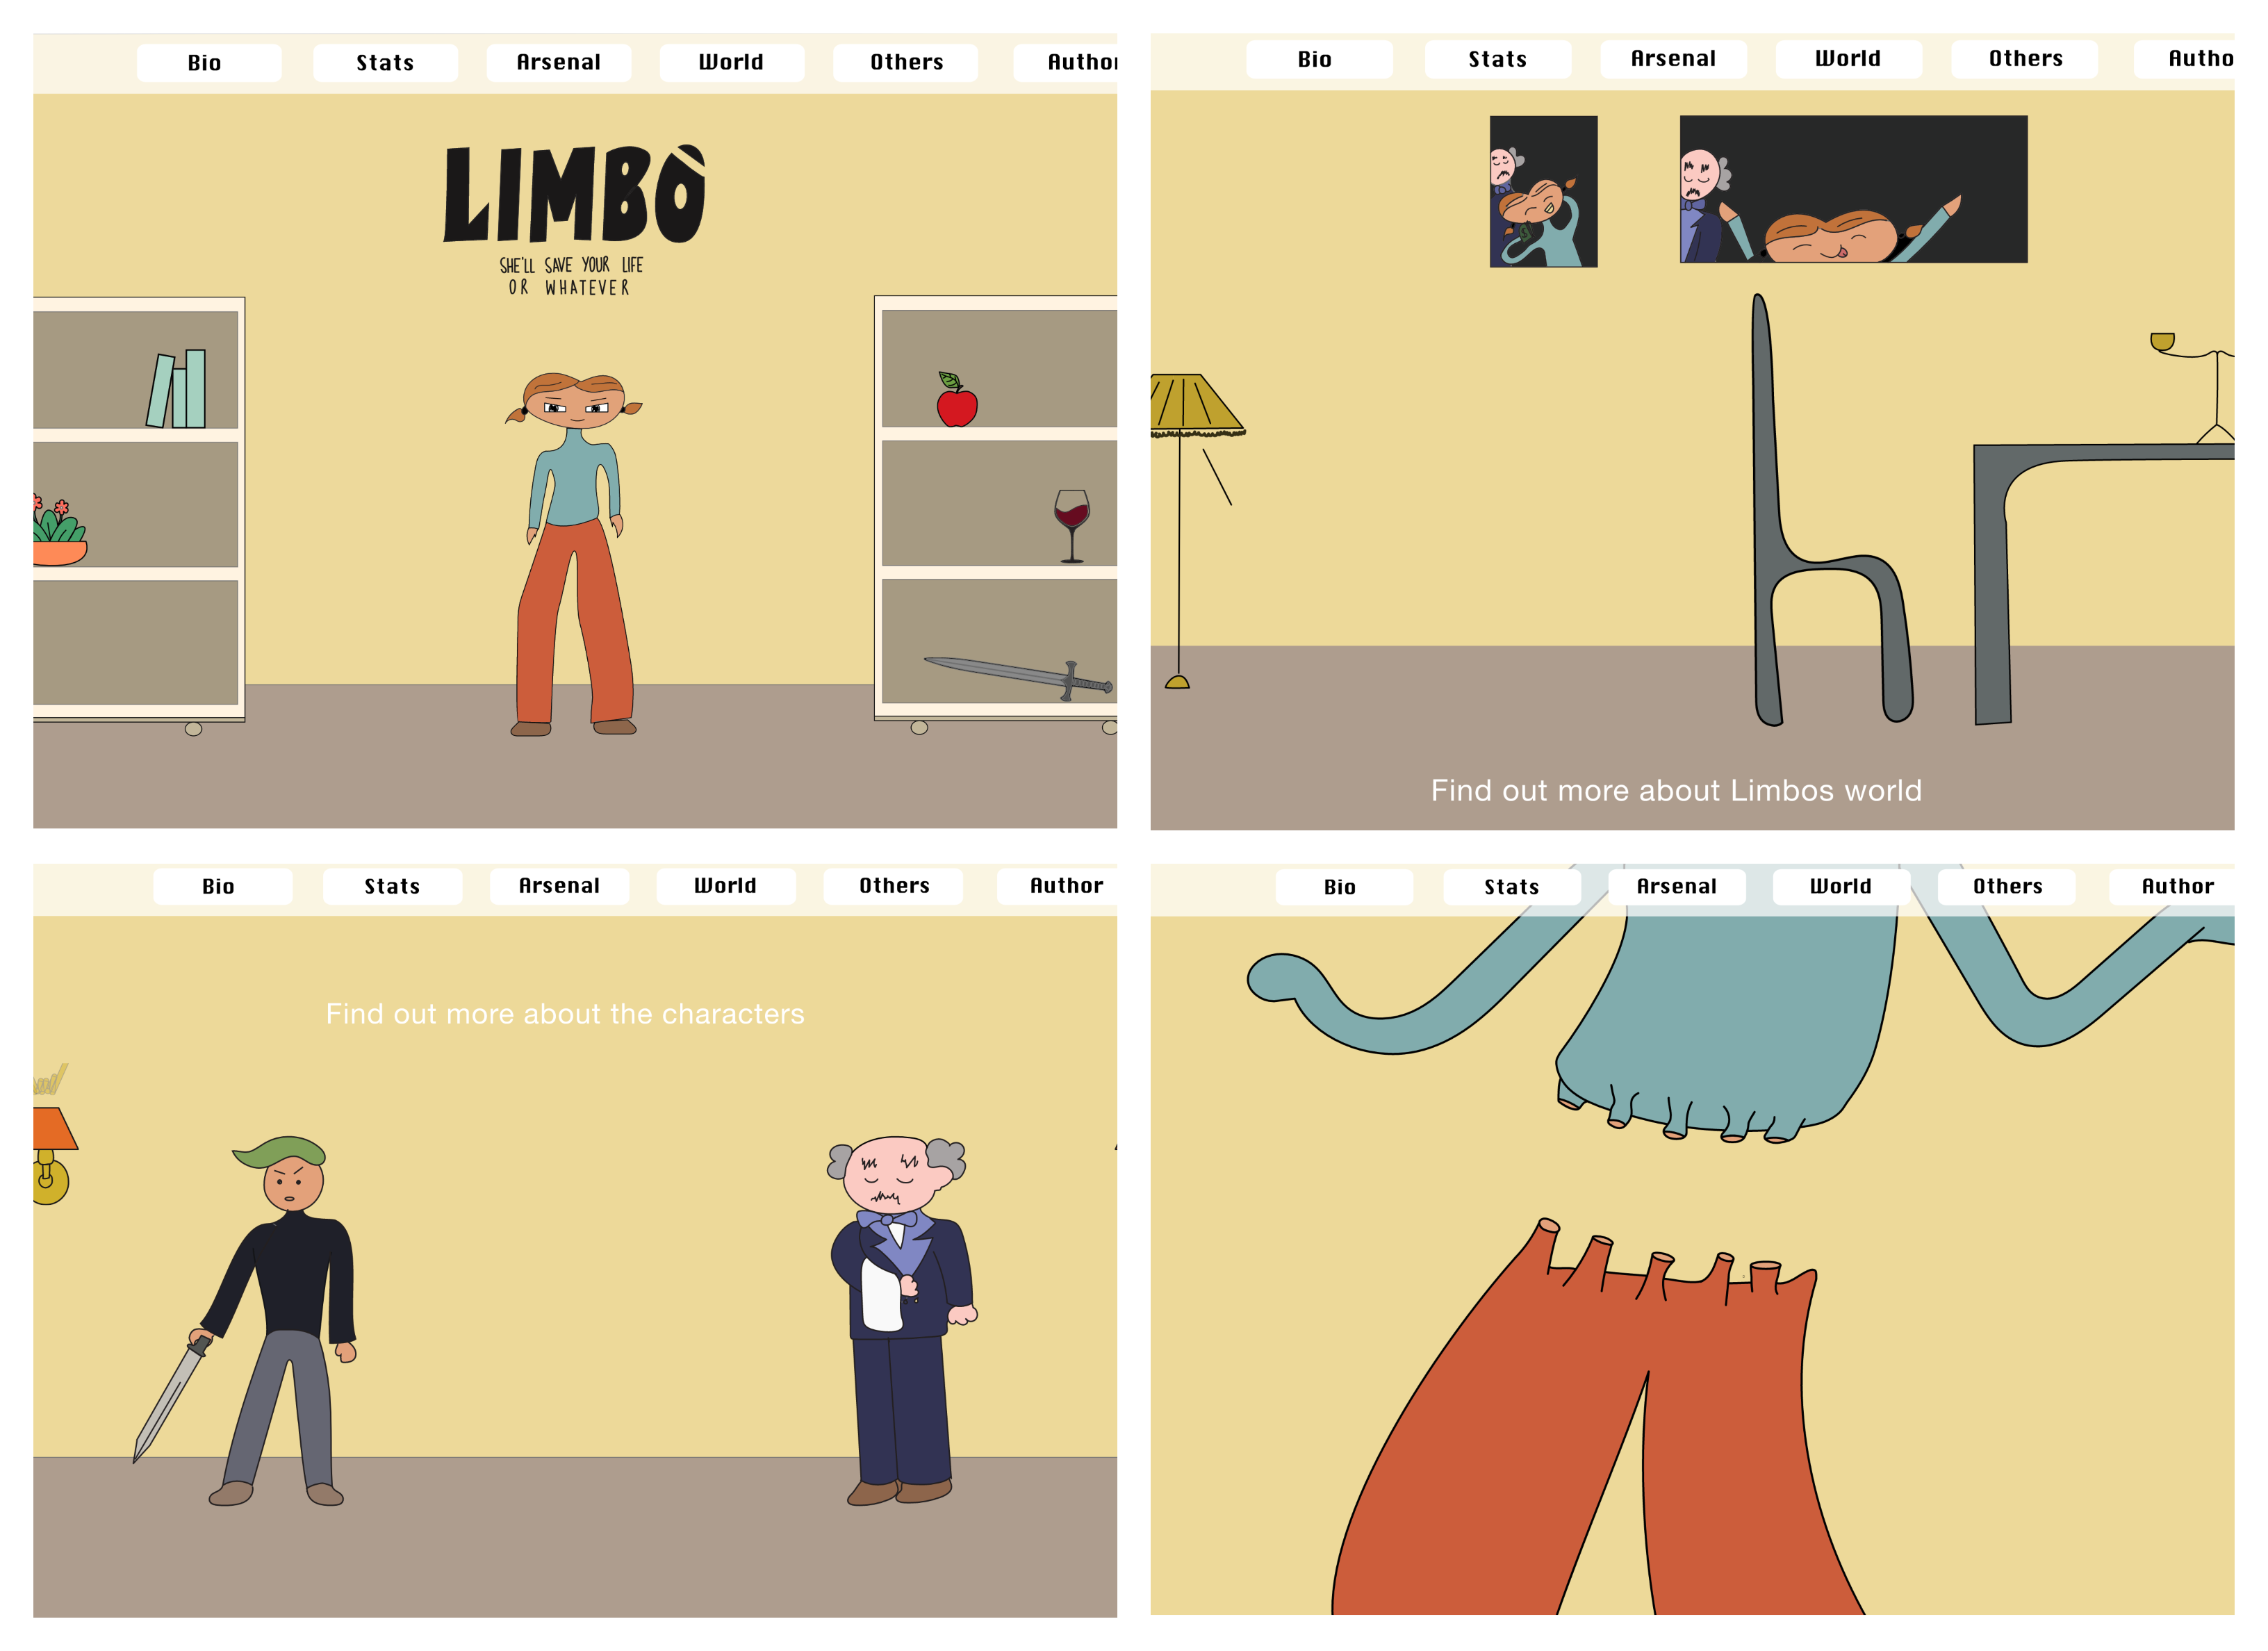 Bio Stats Arsenal World Others Author
LIMBO
SHE'LL SAVE YOUR LIFE
OR WHATEVER
Bio Stats Arsenal World Others Autho
Find out more about Limbos world
Bio Stats Arsenal World Others Author
Find out more about the characters
Bio Stats Arsenal World Others Author